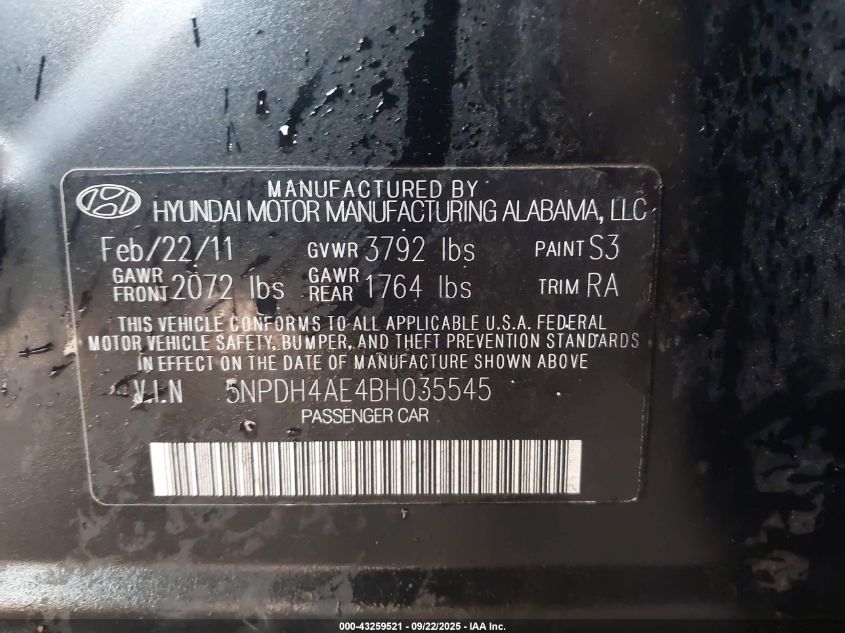 MANUFACTURED BY
HYUNDAI MOTOR MANUFACTURING ALABAMA, LLC
Feb/22/11 GVWR 3792 lbs PAINT S3
GAWR FRONT 2072 lbs GAWR REAR 1764 lbs TRIM RA
THIS VEHICLE CONFORMS TO ALL APPLICABLE U.S.A. FEDERAL
MOTOR VEHICLE SAFETY, BUMPER, AND THEFT PREVENTION STANDARDS
IN EFFECT ON THE DATE OF MANUFACTURE SHOWN ABOVE
V.I.N 5NPDH4AE4BH035545
PASSENGER CAR
000-43259521 - 09/22/2025 - IAA Inc.